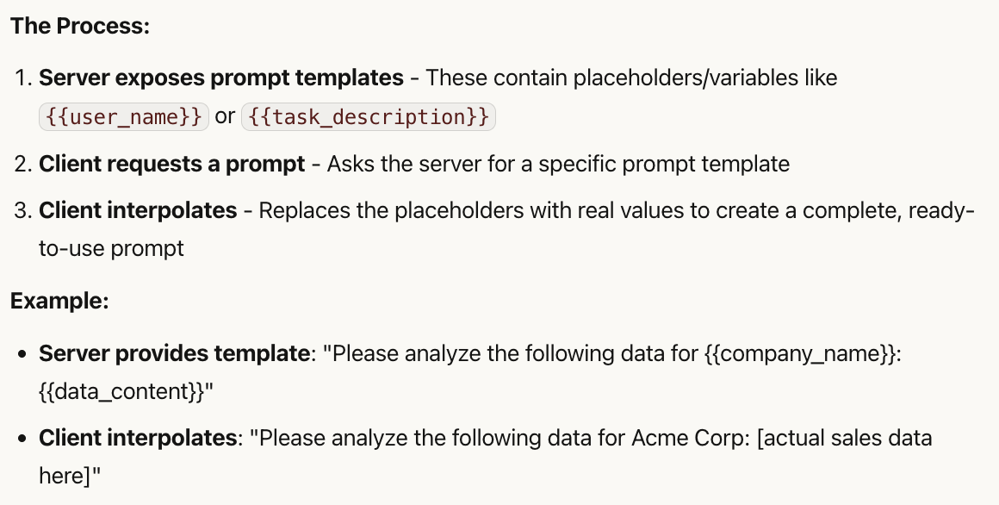 The Process:
1. Server exposes prompt templates - These contain placeholders/variables like
{{user_name}} or {{task_description}}
2. Client requests a prompt - Asks the server for a specific prompt template
3. Client interpolates - Replaces the placeholders with real values to create a complete, ready-
to-use prompt
Example:
• Server provides template: "Please analyze the following data for {{company_name}}:
{{data_content}}"
• Client interpolates: "Please analyze the following data for Acme Corp: [actual sales data
here]"